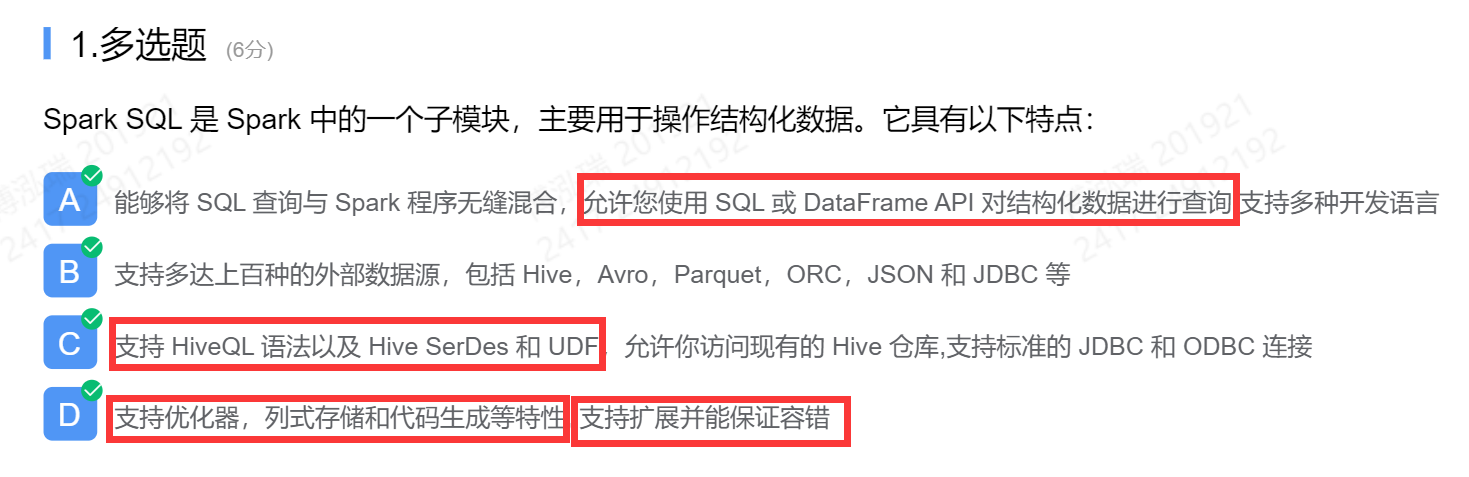 1.多选题 (6分)
Spark SQL 是 Spark 中的一个子模块，主要用于操作结构化数据。它具有以下特点：
A 能够将 SQL 查询与 Spark 程序无缝混合，允许您使用 SQL 或 DataFrame API 对结构化数据进行查询 支持多种开发语言
B 支持多达上百种的外部数据源，包括 Hive，Avro，Parquet，ORC，JSON 和 JDBC 等
C 支持 HiveQL 语法以及 Hive SerDes 和 UDF，允许你访问现有的 Hive 仓库,支持标准的 JDBC 和 ODBC 连接
D 支持优化器，列式存储和代码生成等特性 支持扩展并能保证容错